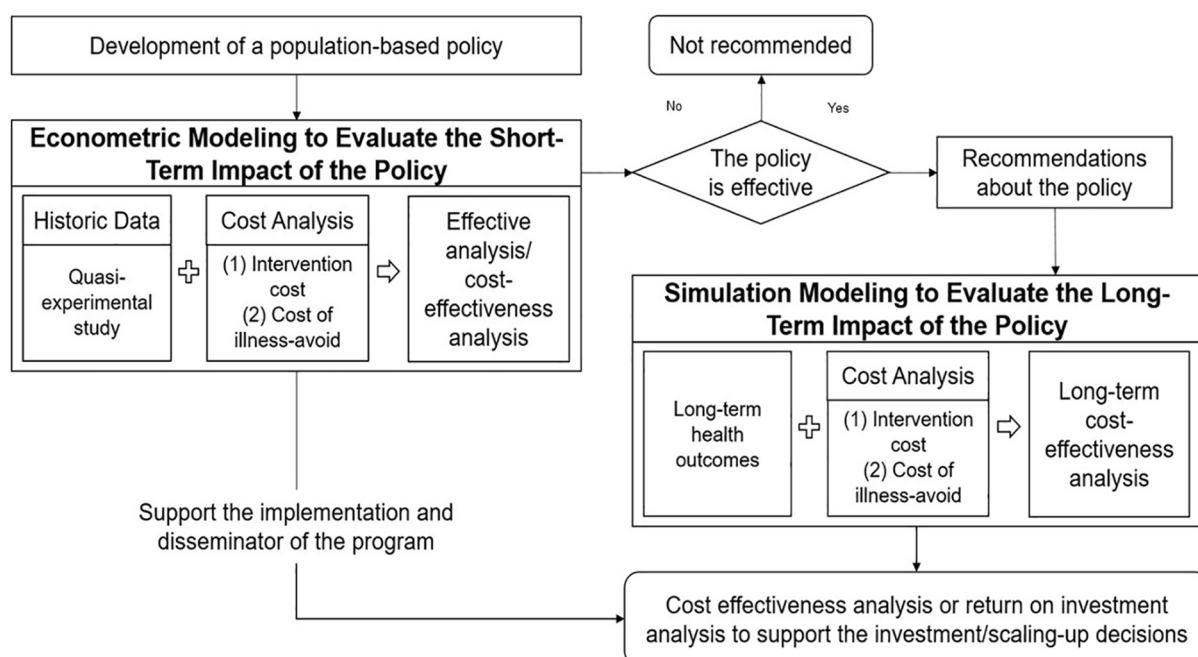 Development of a population-based policy
Econometric Modeling to Evaluate the Short-
Term Impact of the Policy
Historic Data
Quasi-
experimental
study
Cost Analysis
(1) Intervention
cost
(2) Cost of
illness-avoid
Effective
analysis/
cost-
effectiveness
analysis
Support the implementation and
disseminator of the program
Not recommended
No
Yes
The policy
is effective
Recommendations
about the policy
Simulation Modeling to Evaluate the Long-
Term Impact of the Policy
Long-term
health
outcomes
Cost Analysis
(1) Intervention
cost
(2) Cost of
illness-avoid
Long-term
cost-
effectiveness
analysis
Cost effectiveness analysis or return on investment
analysis to support the investment/scaling-up decisions